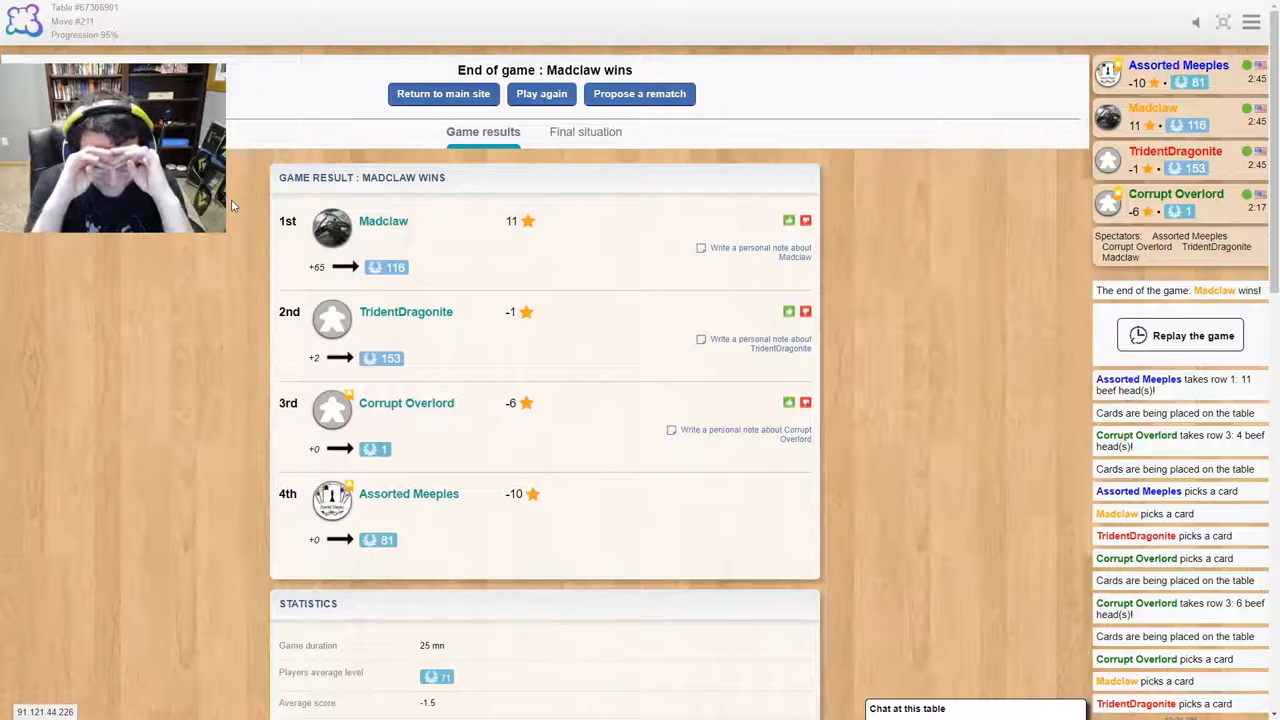 Table #67306901
Move #211
Progression 95%
End of game : Madclaw wins
Return to main site
Play again
Propose a rematch
Game results
Final situation
GAME RESULT : MADCLAW WINS
1st
Madclaw
11
Write a personal note about
Madclaw
+65
116
2nd
TridentDragonite
-1
Write a personal note about
TridentDragonite
+2
153
3rd
Corrupt Overlord
-6
Write a personal note about Corrupt
Overlord
+0
1
4th
Assorted Meeples
-10
+0
81
STATISTICS
Game duration
25 mn
Players average level
71
Average score
-1.5
Assorted Meeples
-10 • 81
2:45
Madclaw
11 • 116
2:45
TridentDragonite
-1 • 153
2:45
Corrupt Overlord
-6 • 1
2:17
Spectators: Assorted Meeples
Corrupt Overlord TridentDragonite
Madclaw
The end of the game: Madclaw wins!
Replay the game
Assorted Meeples takes row 1: 11
beef head(s)!
Cards are being placed on the table
Corrupt Overlord takes row 3: 4 beef
head(s)!
Cards are being placed on the table
Assorted Meeples picks a card
Madclaw picks a card
TridentDragonite picks a card
Corrupt Overlord picks a card
Cards are being placed on the table
Corrupt Overlord takes row 3: 6 beef
head(s)!
Cards are being placed on the table
Corrupt Overlord picks a card
Madclaw picks a card
TridentDragonite picks a card
Chat at this table
91.121.44.226